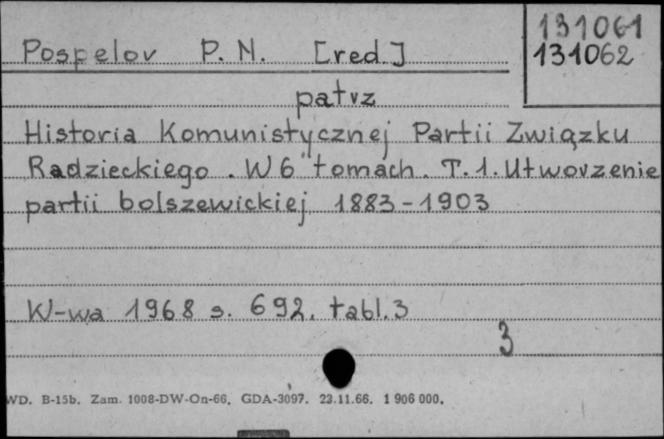 131061
131062
Pospelov P. N. [red.]
patrz
Historia Komunistycznej Partii Związku
Radzieckiego. W 6 tomach. T. 1. Utworzenie
partii bolszewickiej 1883-1903
W-wa 1968 s. 692. tabl. 3
3
WD. B-15b. Zam. 1008-DW-On-66. GDA-3097. 23.11.66. 1 906 000.